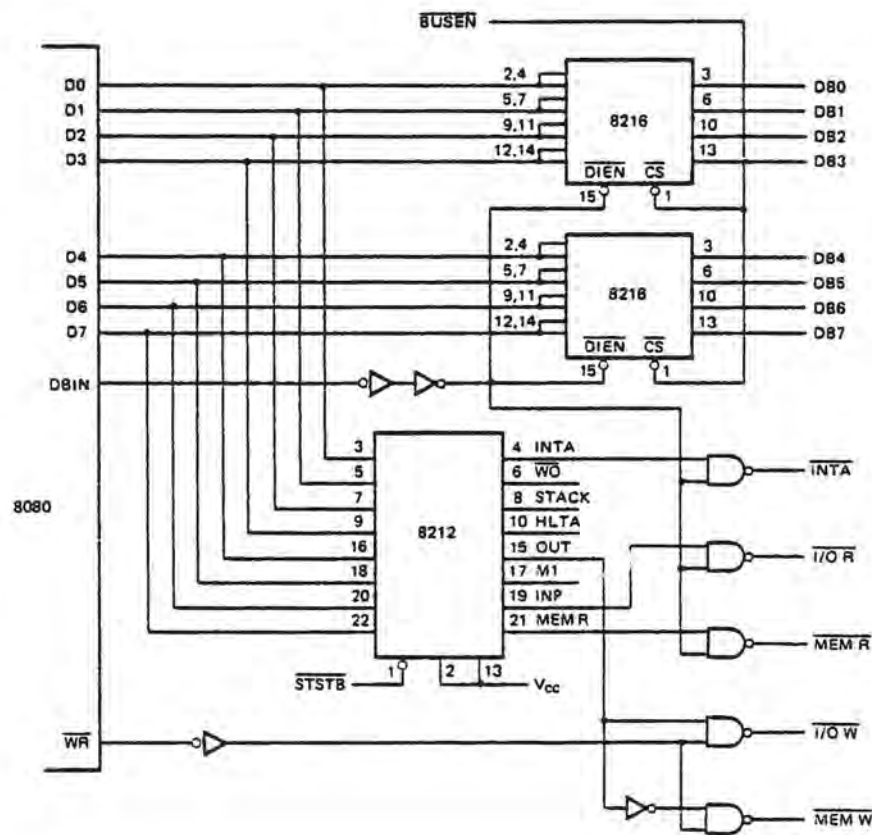 BUSEN
D0 2,4 3 DB0
D1 5,7 6 DB1
D2 9,11 8216 10 DB2
D3 12,14 13 DB3
DIEN CS
15 1
D4 2,4 3 DB4
D5 5,7 6 DB5
D6 9,11 8216 10 DB6
D7 12,14 13 DB7
DIEN CS
DBIN 15 1
3 4 INTA INTA
5 6 WO
7 8 STACK
8080 9 8212 10 HLTA
16 15 OUT I/O R
18 17 M1
20 19 INP
22 21 MEM R MEM R
STSTB 1 2 13 VCC
WR I/O W
MEM W